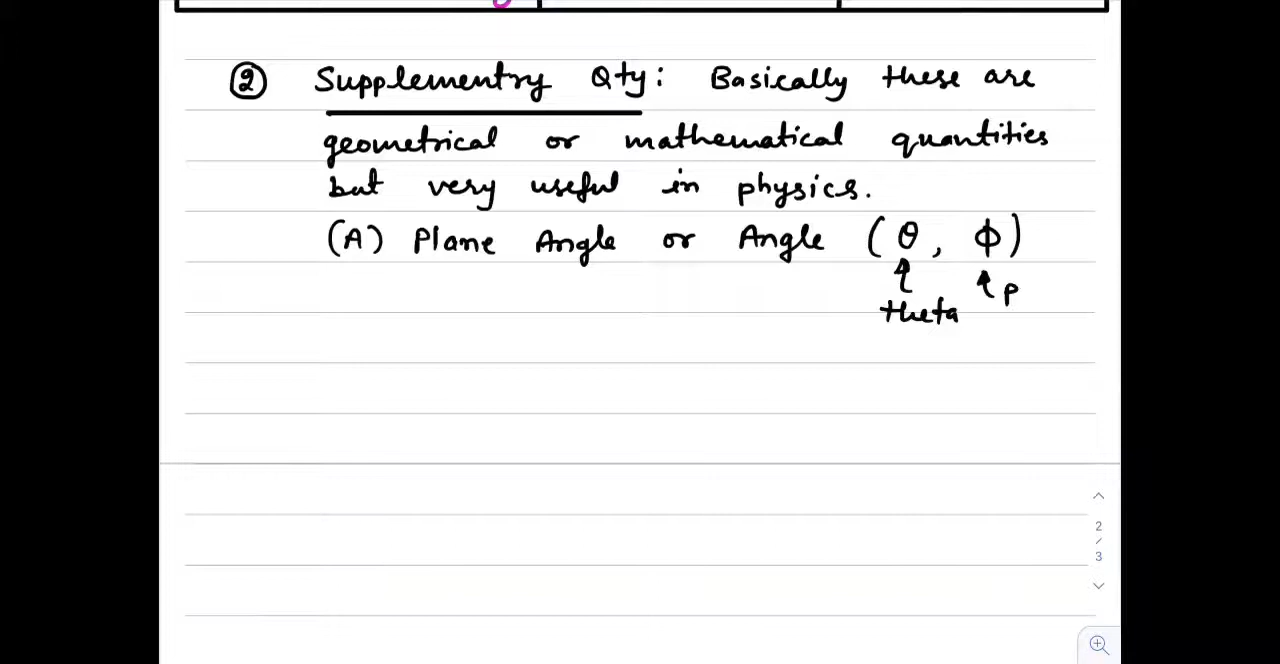 ② Supplementry Qty: Basically these are
geometrical or mathematical quantities
but very useful in physics.
(A) Plane Angle or Angle (θ, ϕ)
theta p
2
/
3